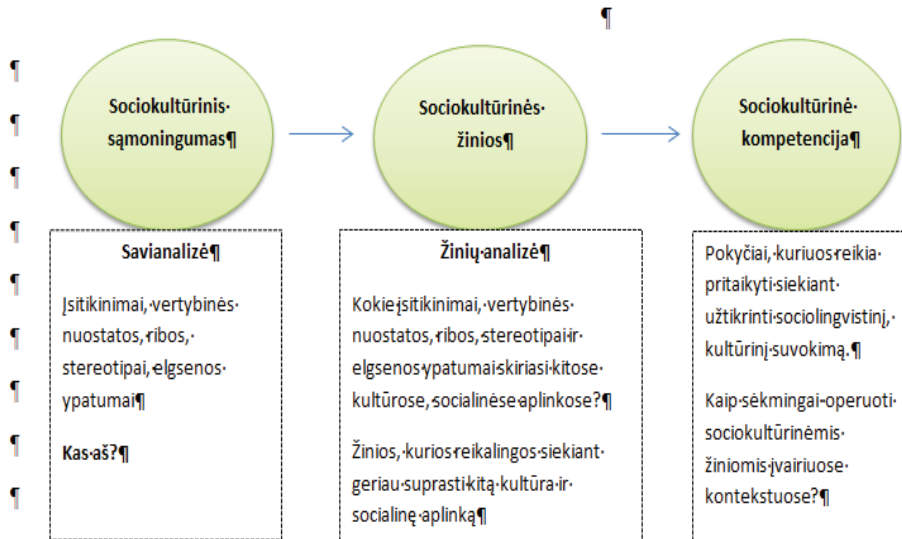 Sociokultūrinis
sąmoningumas
Sociokultūrinės
žinios
Sociokultūrinė
kompetencija
Savianalizė
Įsitikinimai, vertybinės
nuostatos, ribos,
stereotipai, elgsenos
ypatumai
Kas aš?
Žinių analizė
Kokie įsitikinimai, vertybinės
nuostatos, ribos, stereotipai ir
elgsenos ypatumai skiriasi kitose
kultūrose, socialinėse aplinkose?
Žinios, kurios reikalingos siekiant
geriau suprasti kitą kultūra ir
socialinę aplinką
Pokyčiai, kuriuos reikia
pritaikyti siekiant
užtikrinti sociolingvistinį,
kultūrinį suvokimą.
Kaip sėkmingai operuoti
sociokultūrinėmis
žiniomis įvairiuose
kontekstuose?